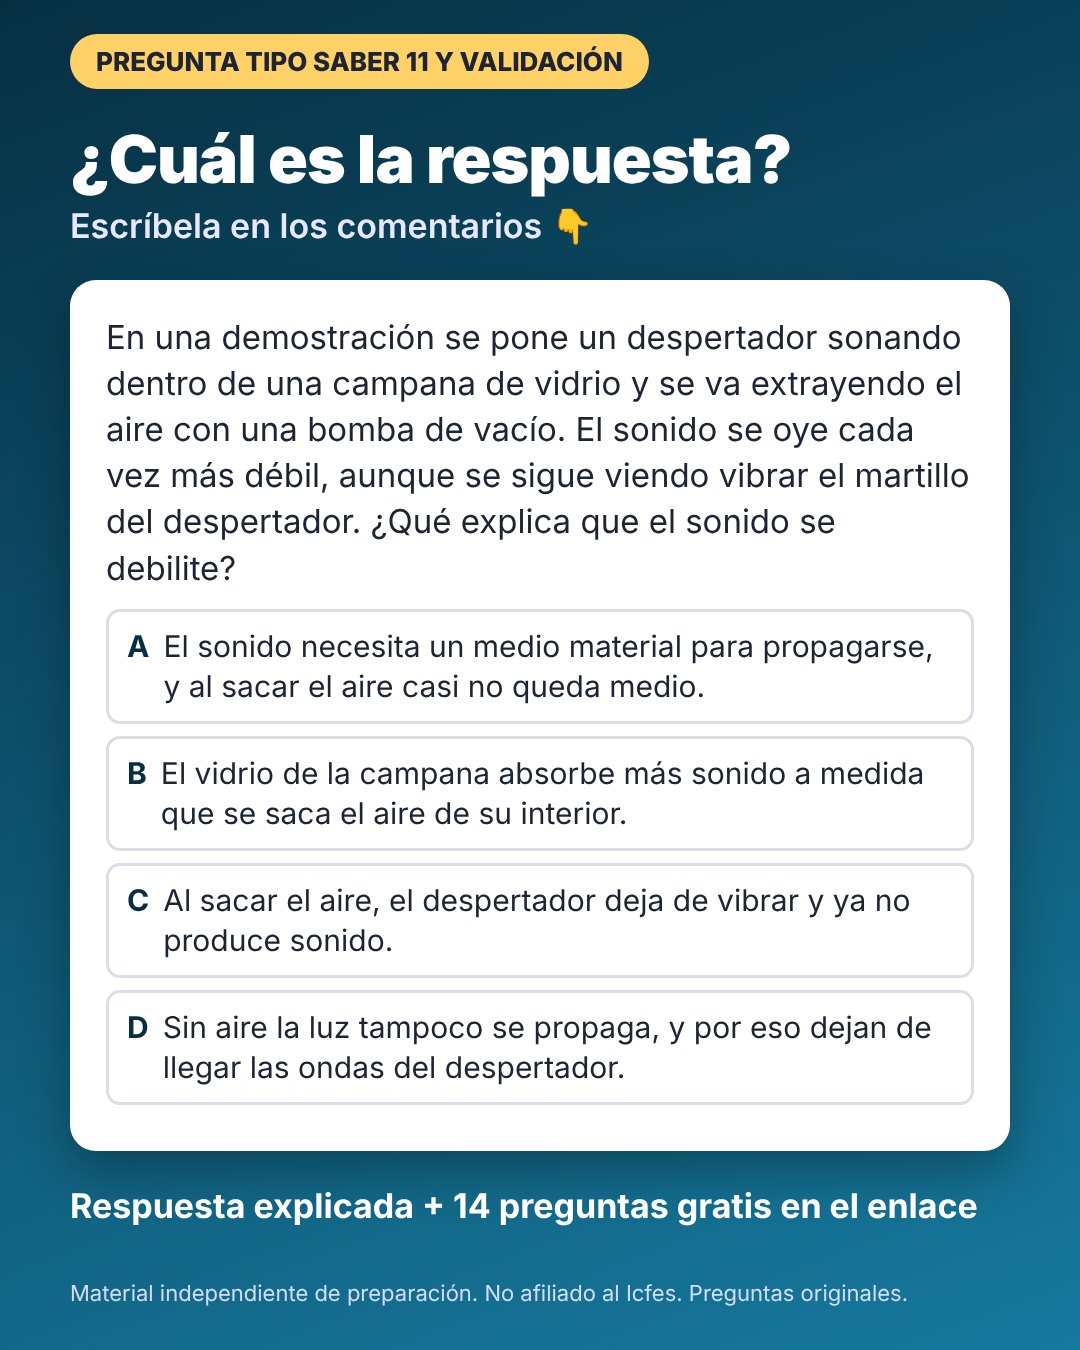 PREGUNTA TIPO SABER 11 Y VALIDACIÓN
¿Cuál es la respuesta?
Escríbela en los comentarios 👇
En una demostración se pone un despertador sonando
dentro de una campana de vidrio y se va extrayendo el
aire con una bomba de vacío. El sonido se oye cada
vez más débil, aunque se sigue viendo vibrar el martillo
del despertador. ¿Qué explica que el sonido se
debilite?
A El sonido necesita un medio material para propagarse,
y al sacar el aire casi no queda medio.
B El vidrio de la campana absorbe más sonido a medida
que se saca el aire de su interior.
C Al sacar el aire, el despertador deja de vibrar y ya no
produce sonido.
D Sin aire la luz tampoco se propaga, y por eso dejan de
llegar las ondas del despertador.
Respuesta explicada + 14 preguntas gratis en el enlace
Material independiente de preparación. No afiliado al Icfes. Preguntas originales.